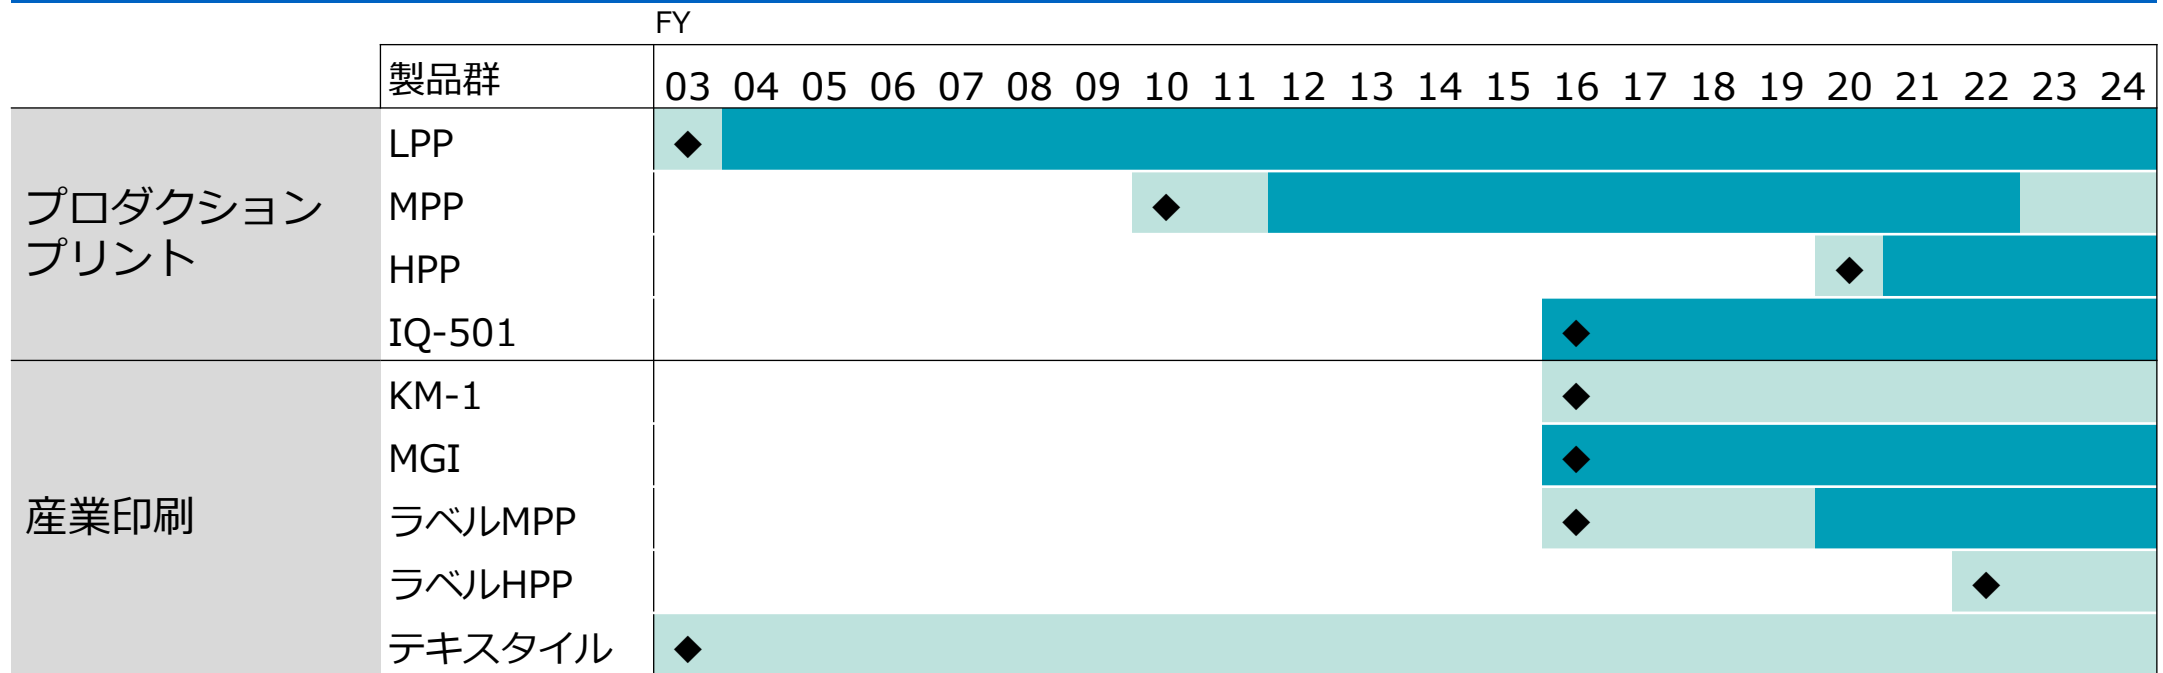 FY
製品群 03 04 05 06 07 08 09 10 11 12 13 14 15 16 17 18 19 20 21 22 23 24
プロダクション
プリント
LPP ◆
MPP ◆
HPP ◆
IQ-501 ◆
産業印刷
KM-1 ◆
MGI ◆
ラベルMPP ◆
ラベルHPP ◆
テキスタイル ◆